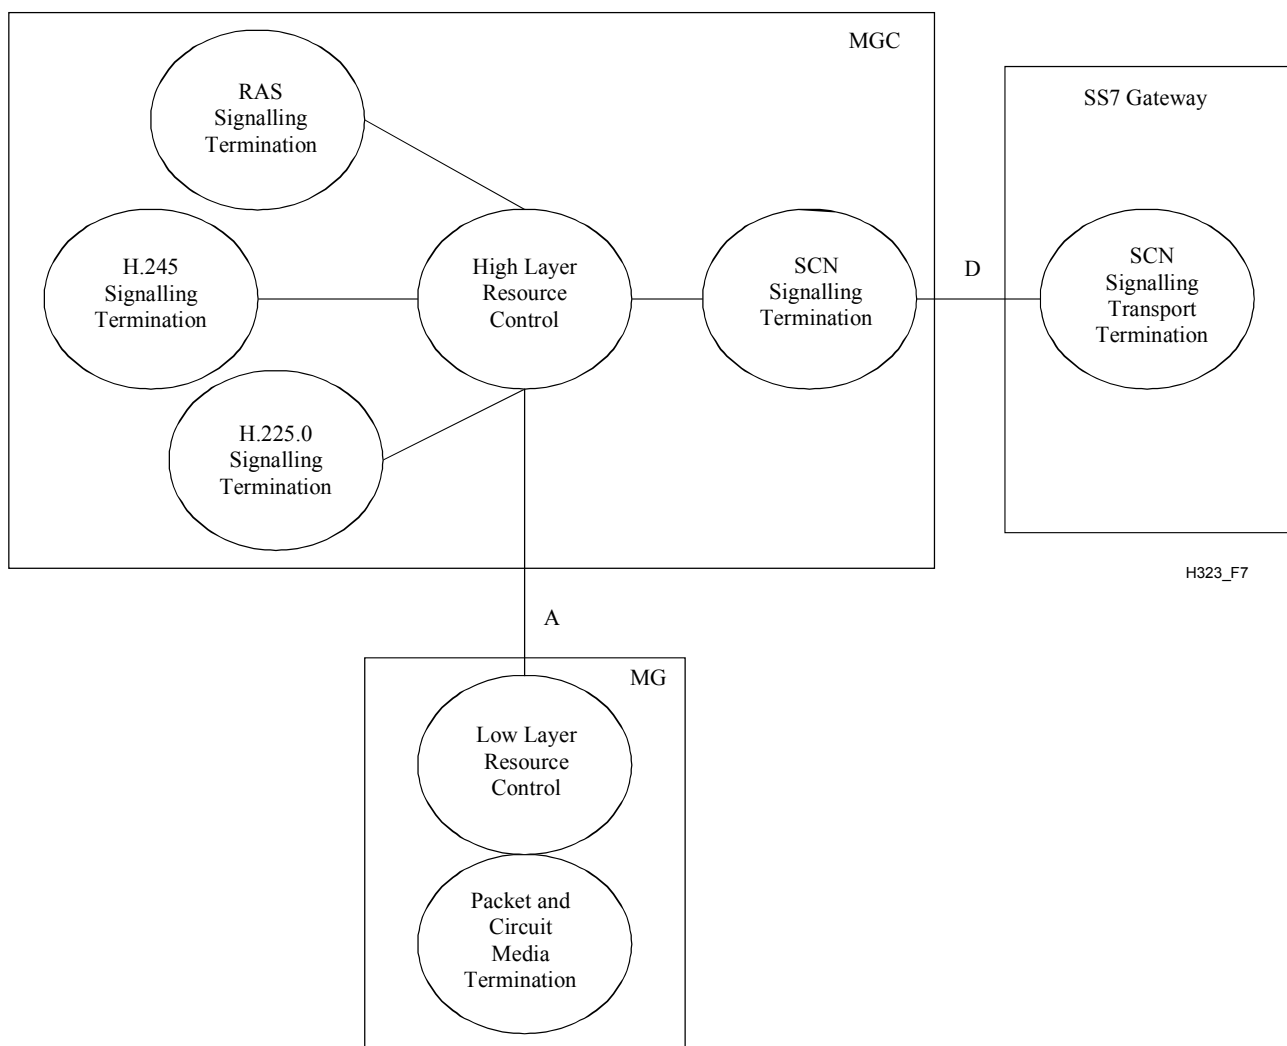 MGC
RAS
Signalling
Termination
SS7 Gateway
H.245
Signalling
Termination
High Layer
Resource
Control
SCN
Signalling
Termination
D
SCN
Signalling
Transport
Termination
H.225.0
Signalling
Termination
H323_F7
A
MG
Low Layer
Resource
Control
Packet and
Circuit
Media
Termination